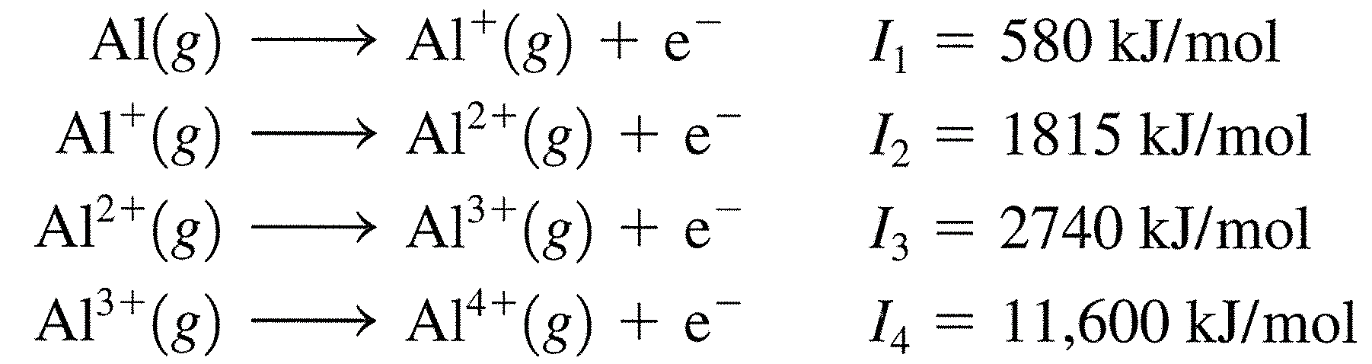 Al(g) ⟶ Al⁺(g) + e⁻ I₁ = 580 kJ/mol
Al⁺(g) ⟶ Al²⁺(g) + e⁻ I₂ = 1815 kJ/mol
Al²⁺(g) ⟶ Al³⁺(g) + e⁻ I₃ = 2740 kJ/mol
Al³⁺(g) ⟶ Al⁴⁺(g) + e⁻ I₄ = 11,600 kJ/mol